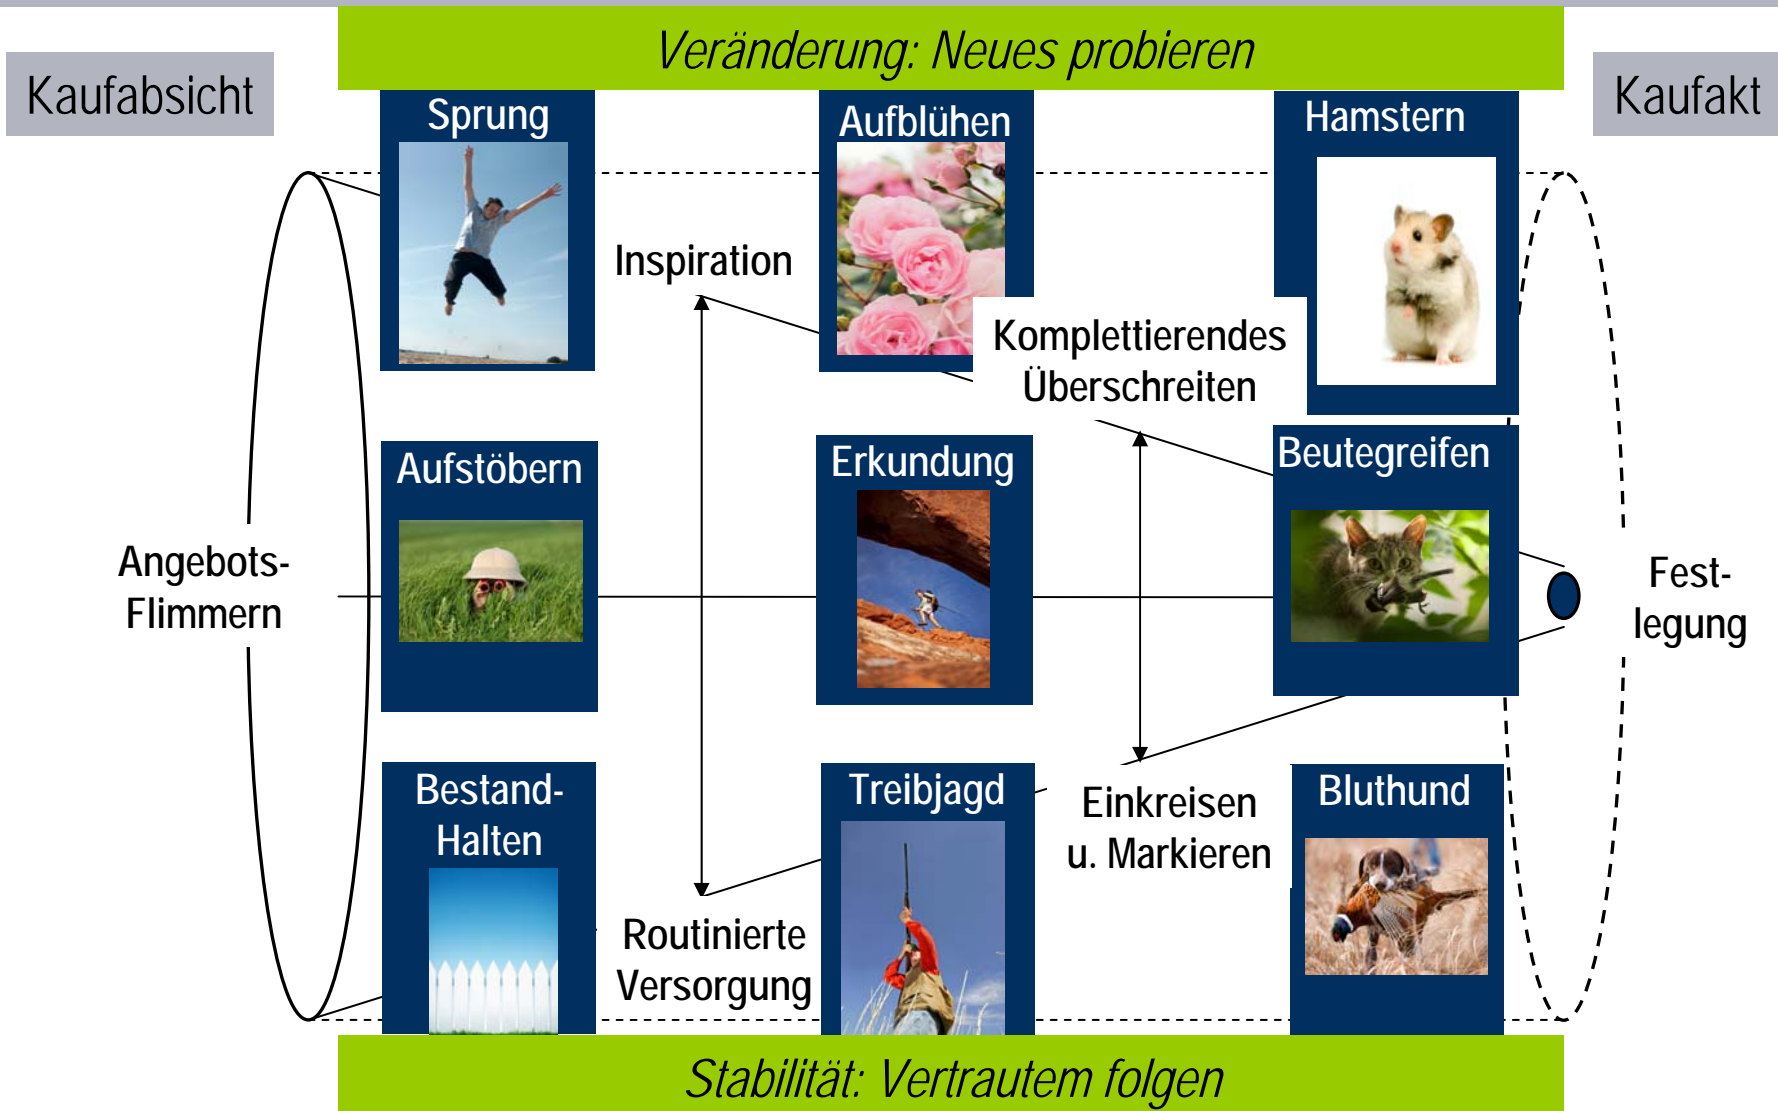 Veränderung: Neues probieren
Kaufabsicht
Kaufakt
Sprung
Aufblühen
Hamstern
Inspiration
Komplettierendes
Überschreiten
Aufstöbern
Erkundung
Beutegreifen
Angebots-
Flimmern
Fest-
legung
Bestand-
Halten
Treibjagd
Einkreisen
u. Markieren
Bluthund
Routinierte
Versorgung
Stabilität: Vertrautem folgen